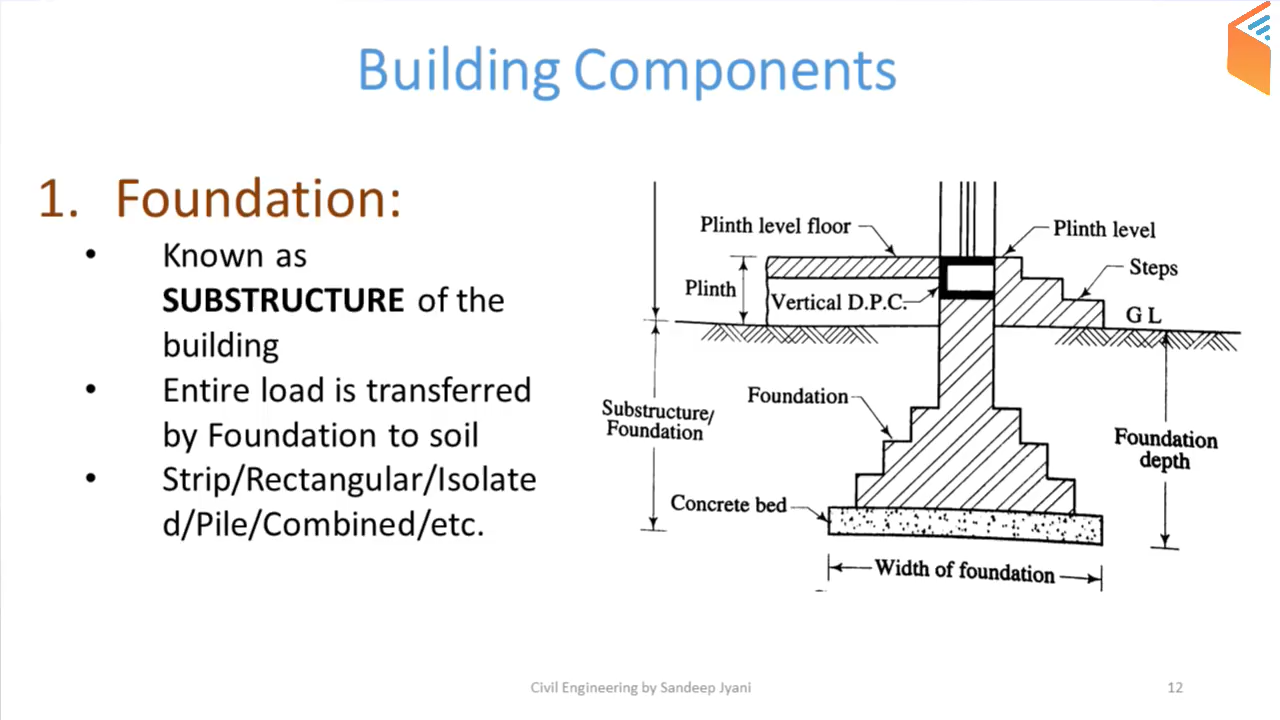 Building Components
1. Foundation:
• Known as
SUBSTRUCTURE of the
building
• Entire load is transferred
by Foundation to soil
• Strip/Rectangular/Isolate
d/Pile/Combined/etc.
Plinth level floor
Plinth level
Steps
Plinth
Vertical D.P.C.
G L
Foundation
Substructure/
Foundation
Foundation
depth
Concrete bed
Width of foundation
Civil Engineering by Sandeep Jyani
12